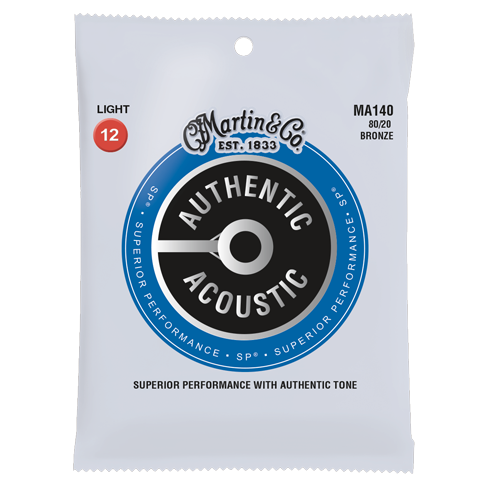 LIGHT
12
MA140
80/20
BRONZE
Martin & Co.
EST. 1833
AUTHENTIC
ACOUSTIC
SP® · SUPERIOR PERFORMANCE · SP® · SUPERIOR PERFORMANCE · SP®
SUPERIOR PERFORMANCE WITH AUTHENTIC TONE